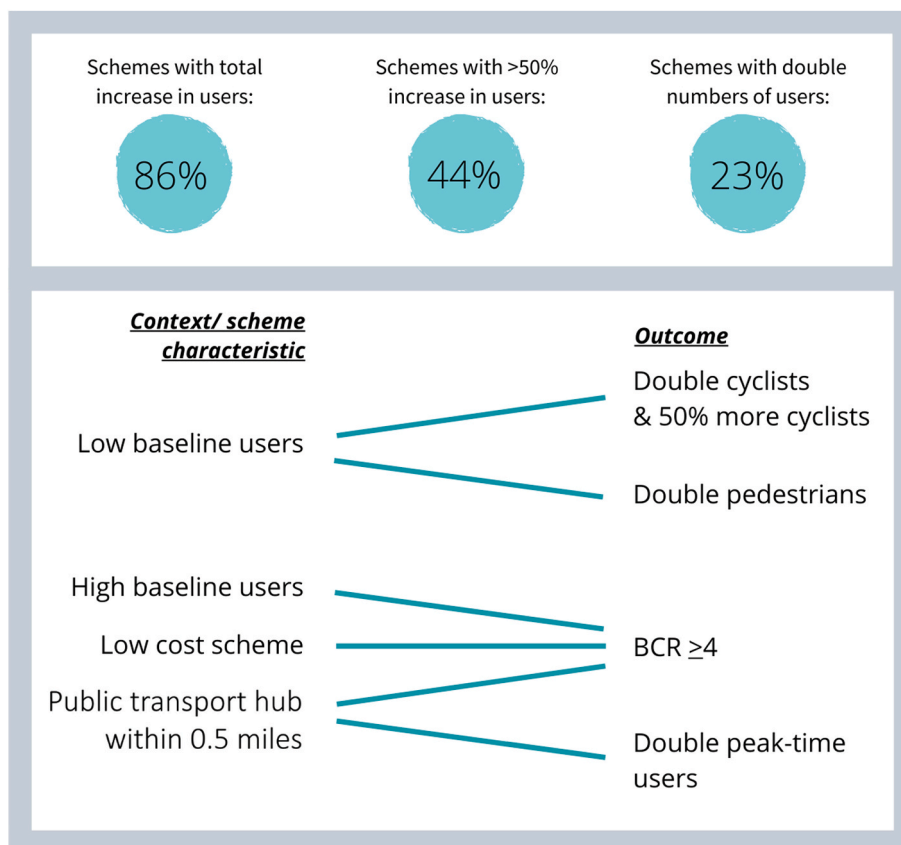 Schemes with total
increase in users:
86%
Schemes with >50%
increase in users:
44%
Schemes with double
numbers of users:
23%
Context/ scheme
characteristic
Low baseline users
High baseline users
Low cost scheme
Public transport hub
within 0.5 miles
Outcome
Double cyclists
& 50% more cyclists
Double pedestrians
BCR ≥4
Double peak-time
users